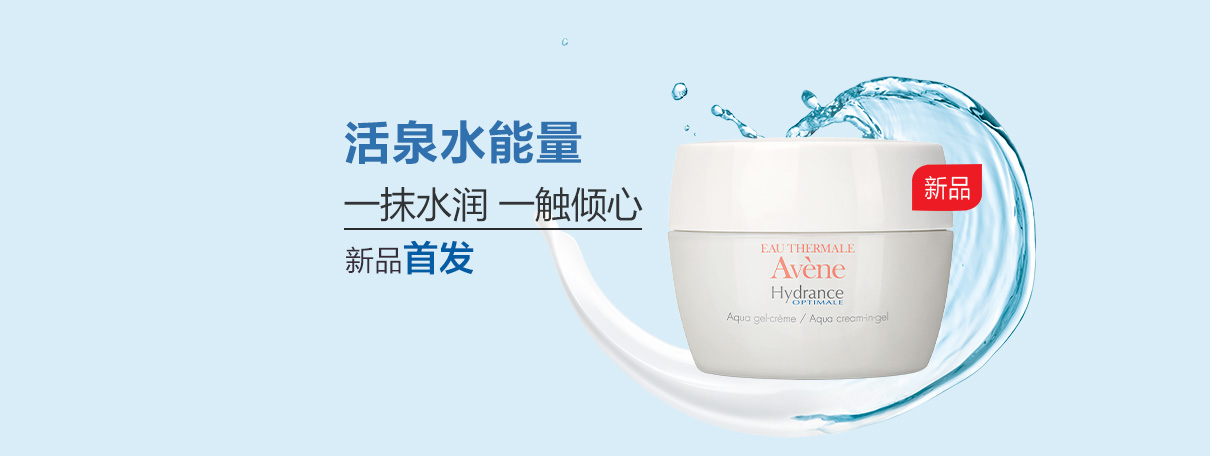 活泉水能量
一抹水润 一触倾心
新品首发
新品
EAU THERMALE
Avène
Hydrance
OPTIMALE
Aqua gel-crème / Aqua cream-in-gel